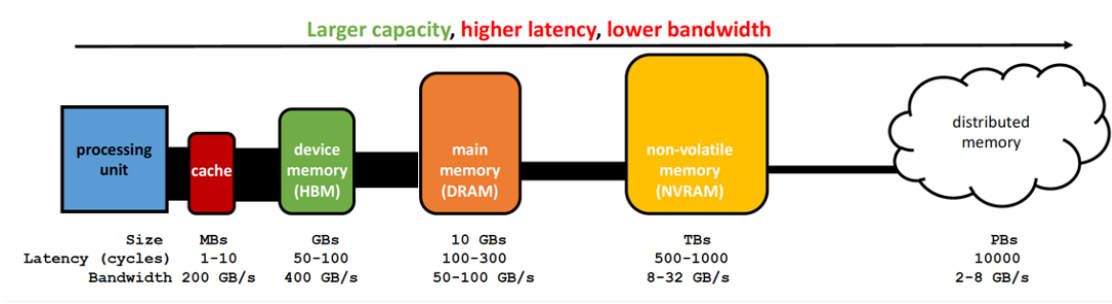 Larger capacity, higher latency, lower bandwidth
processing
unit
cache
device
memory
(HBM)
main
memory
(DRAM)
non-volatile
memory
(NVRAM)
distributed
memory
Size MBs GBs 10 GBs TBs PBs
Latency (cycles) 1-10 50-100 100-300 500-1000 10000
Bandwidth 200 GB/s 400 GB/s 50-100 GB/s 8-32 GB/s 2-8 GB/s